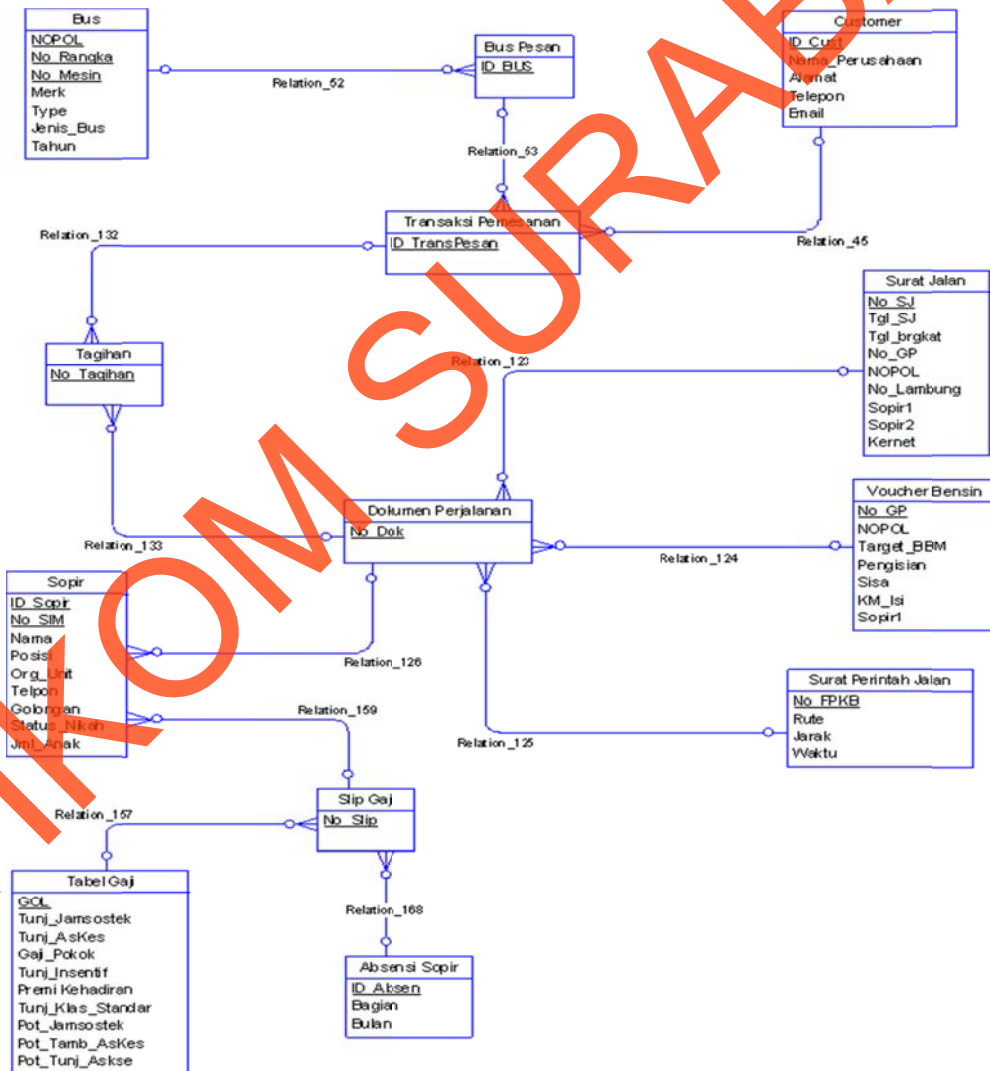 Bus
NOPOL
No_Rangka
No_Mesin
Merk
Type
Jenis_Bus
Tahun
Relation_52
Bus Pesan
ID_BUS
Customer
ID_Cust
Nama_Perusahaan
Alamat
Telepon
Email
Relation_53
Relation_45
Transaksi Pemesanan
ID_TransPesan
Relation_132
Tagihan
No_Tagihan
Relation_123
Surat Jalan
No_SJ
Tgl_SJ
Tgl_brgkat
No_GP
NOPOL
No_Lambung
Sopir1
Sopir2
Kernet
Dokumen Perjalanan
No_Dok
Relation_133
Relation_124
Voucher Bensin
No_GP
NOPOL
Target_BBM
Pengisian
Sisa
KM_Isi
Sopir1
Sopir
ID_Sopir
No_SIM
Nama
Posisi
Org_Unit
Telpon
Golongan
Status_Nikah
Jml_Anak
Relation_126
Relation_159
Relation_125
Surat Perintah Jalan
No_FPKB
Rute
Jarak
Waktu
Slip Gaj
No_Slip
Relation_157
Tabel Gaji
GOL
Tunj_Jamsostek
Tunj_AsKes
Gaji_Pokok
Tunj_Insentif
Premi Kehadiran
Tunj_Klas_Standar
Pot_Jamsostek
Pot_Tamb_AsKes
Pot_Tunj_Askse
Relation_168
Absensi Sopir
ID_Absen
Bagian
Bulan
IKOM SURAB